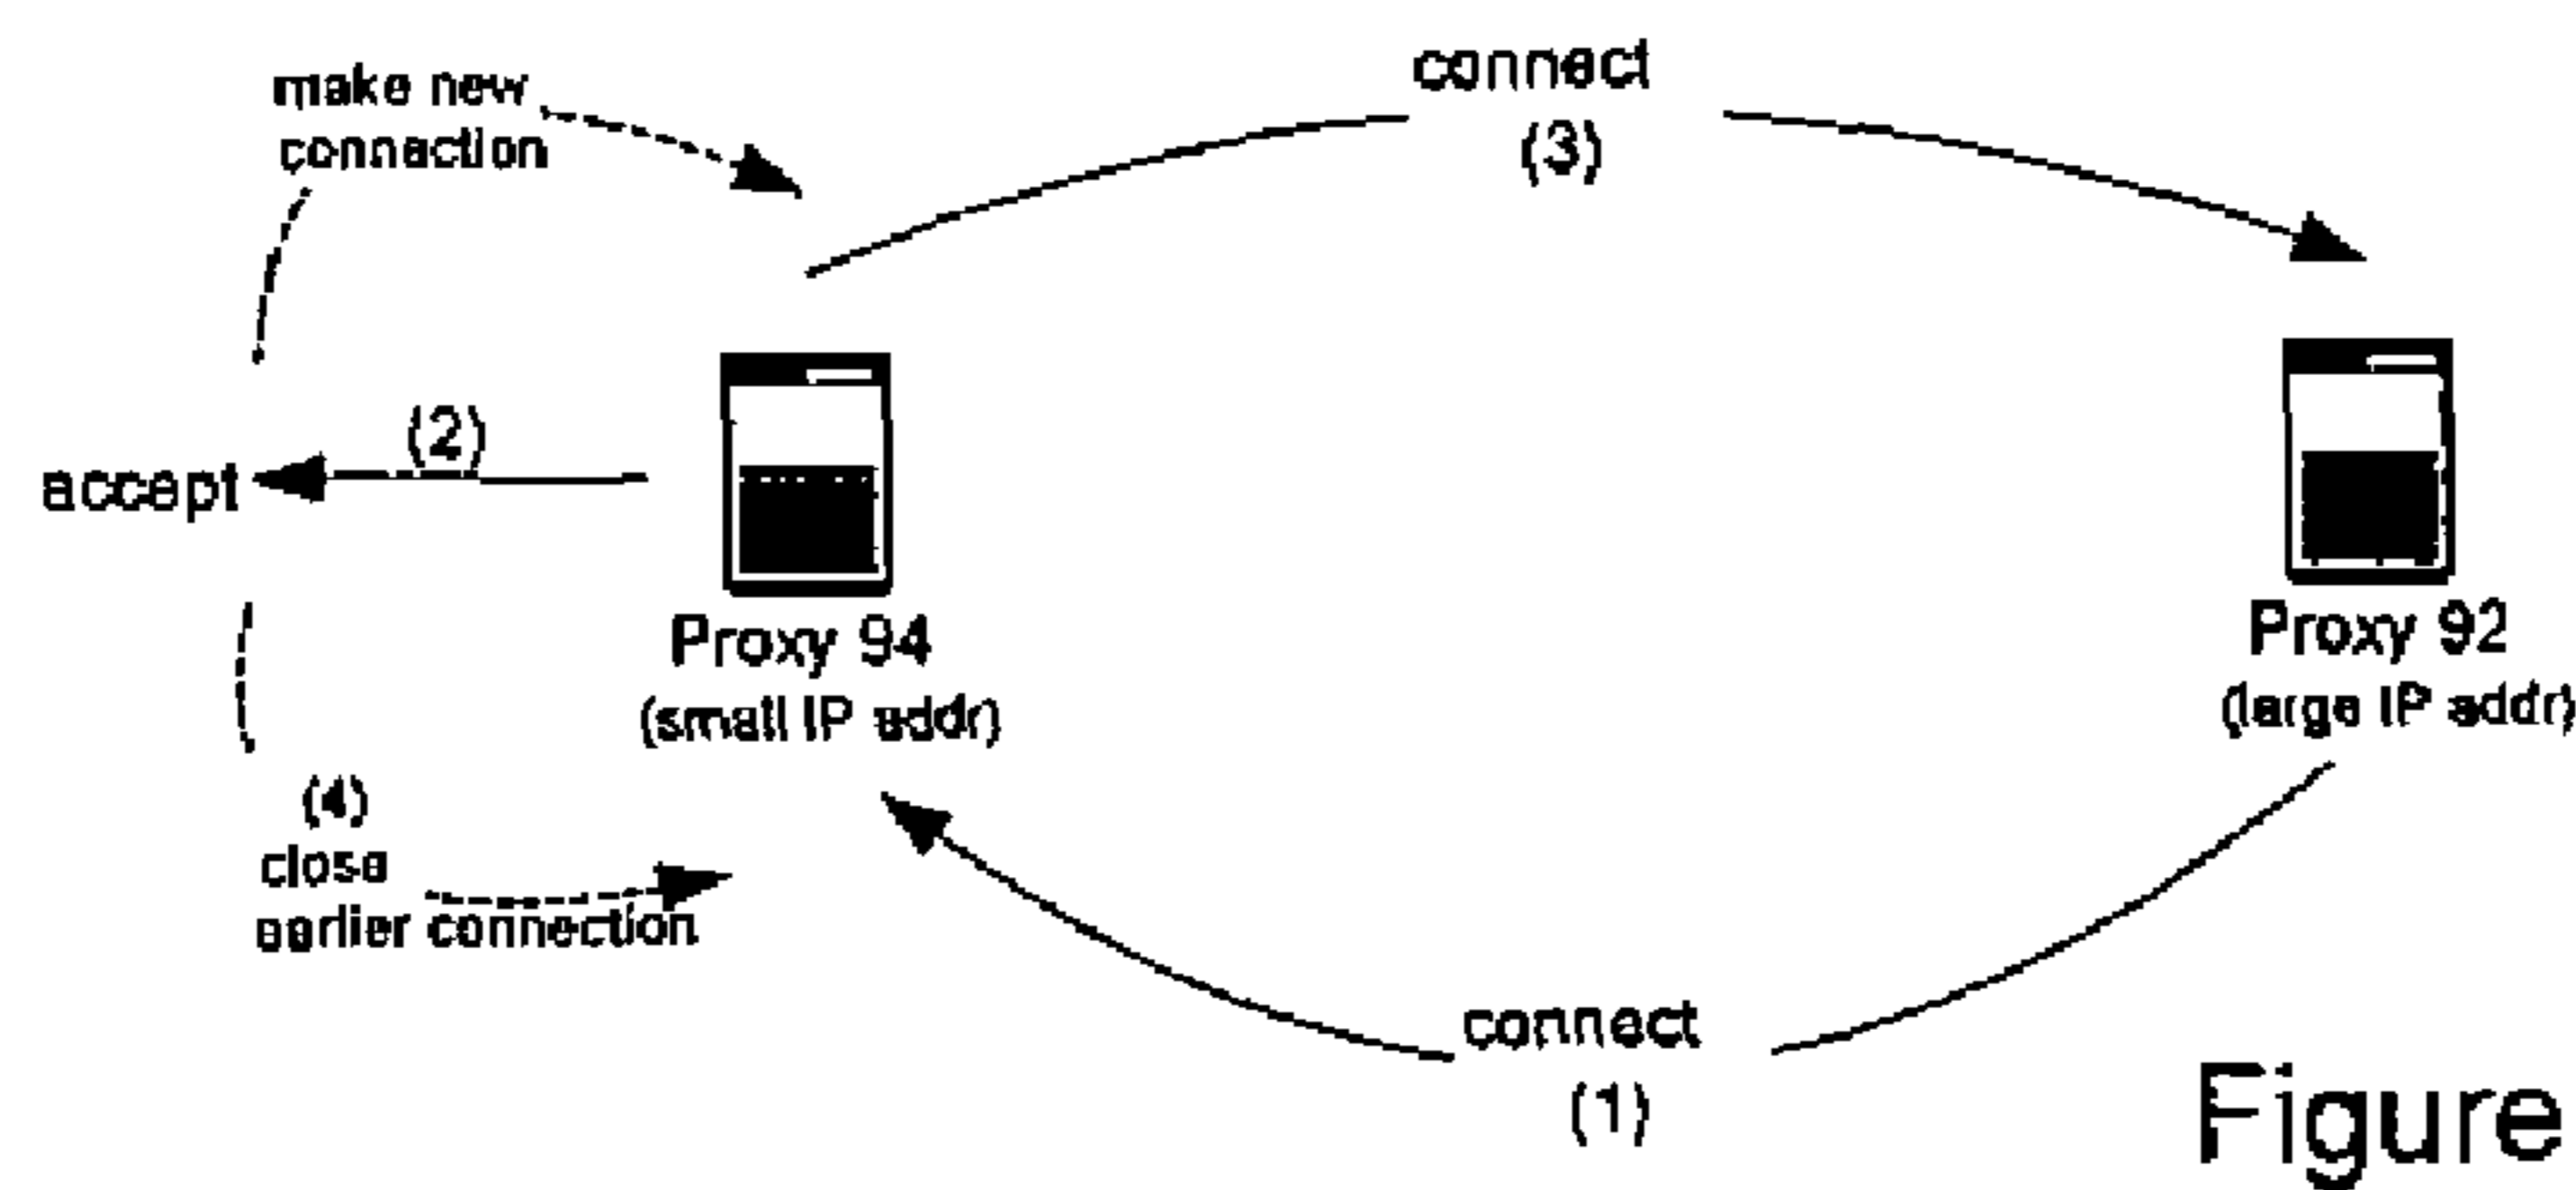 make new
connection
connect
(3)
(2)
accept
Proxy 94
(small IP addr)
Proxy 92
(large IP addr)
(4)
close
earlier connection
connect
(1)
Figure